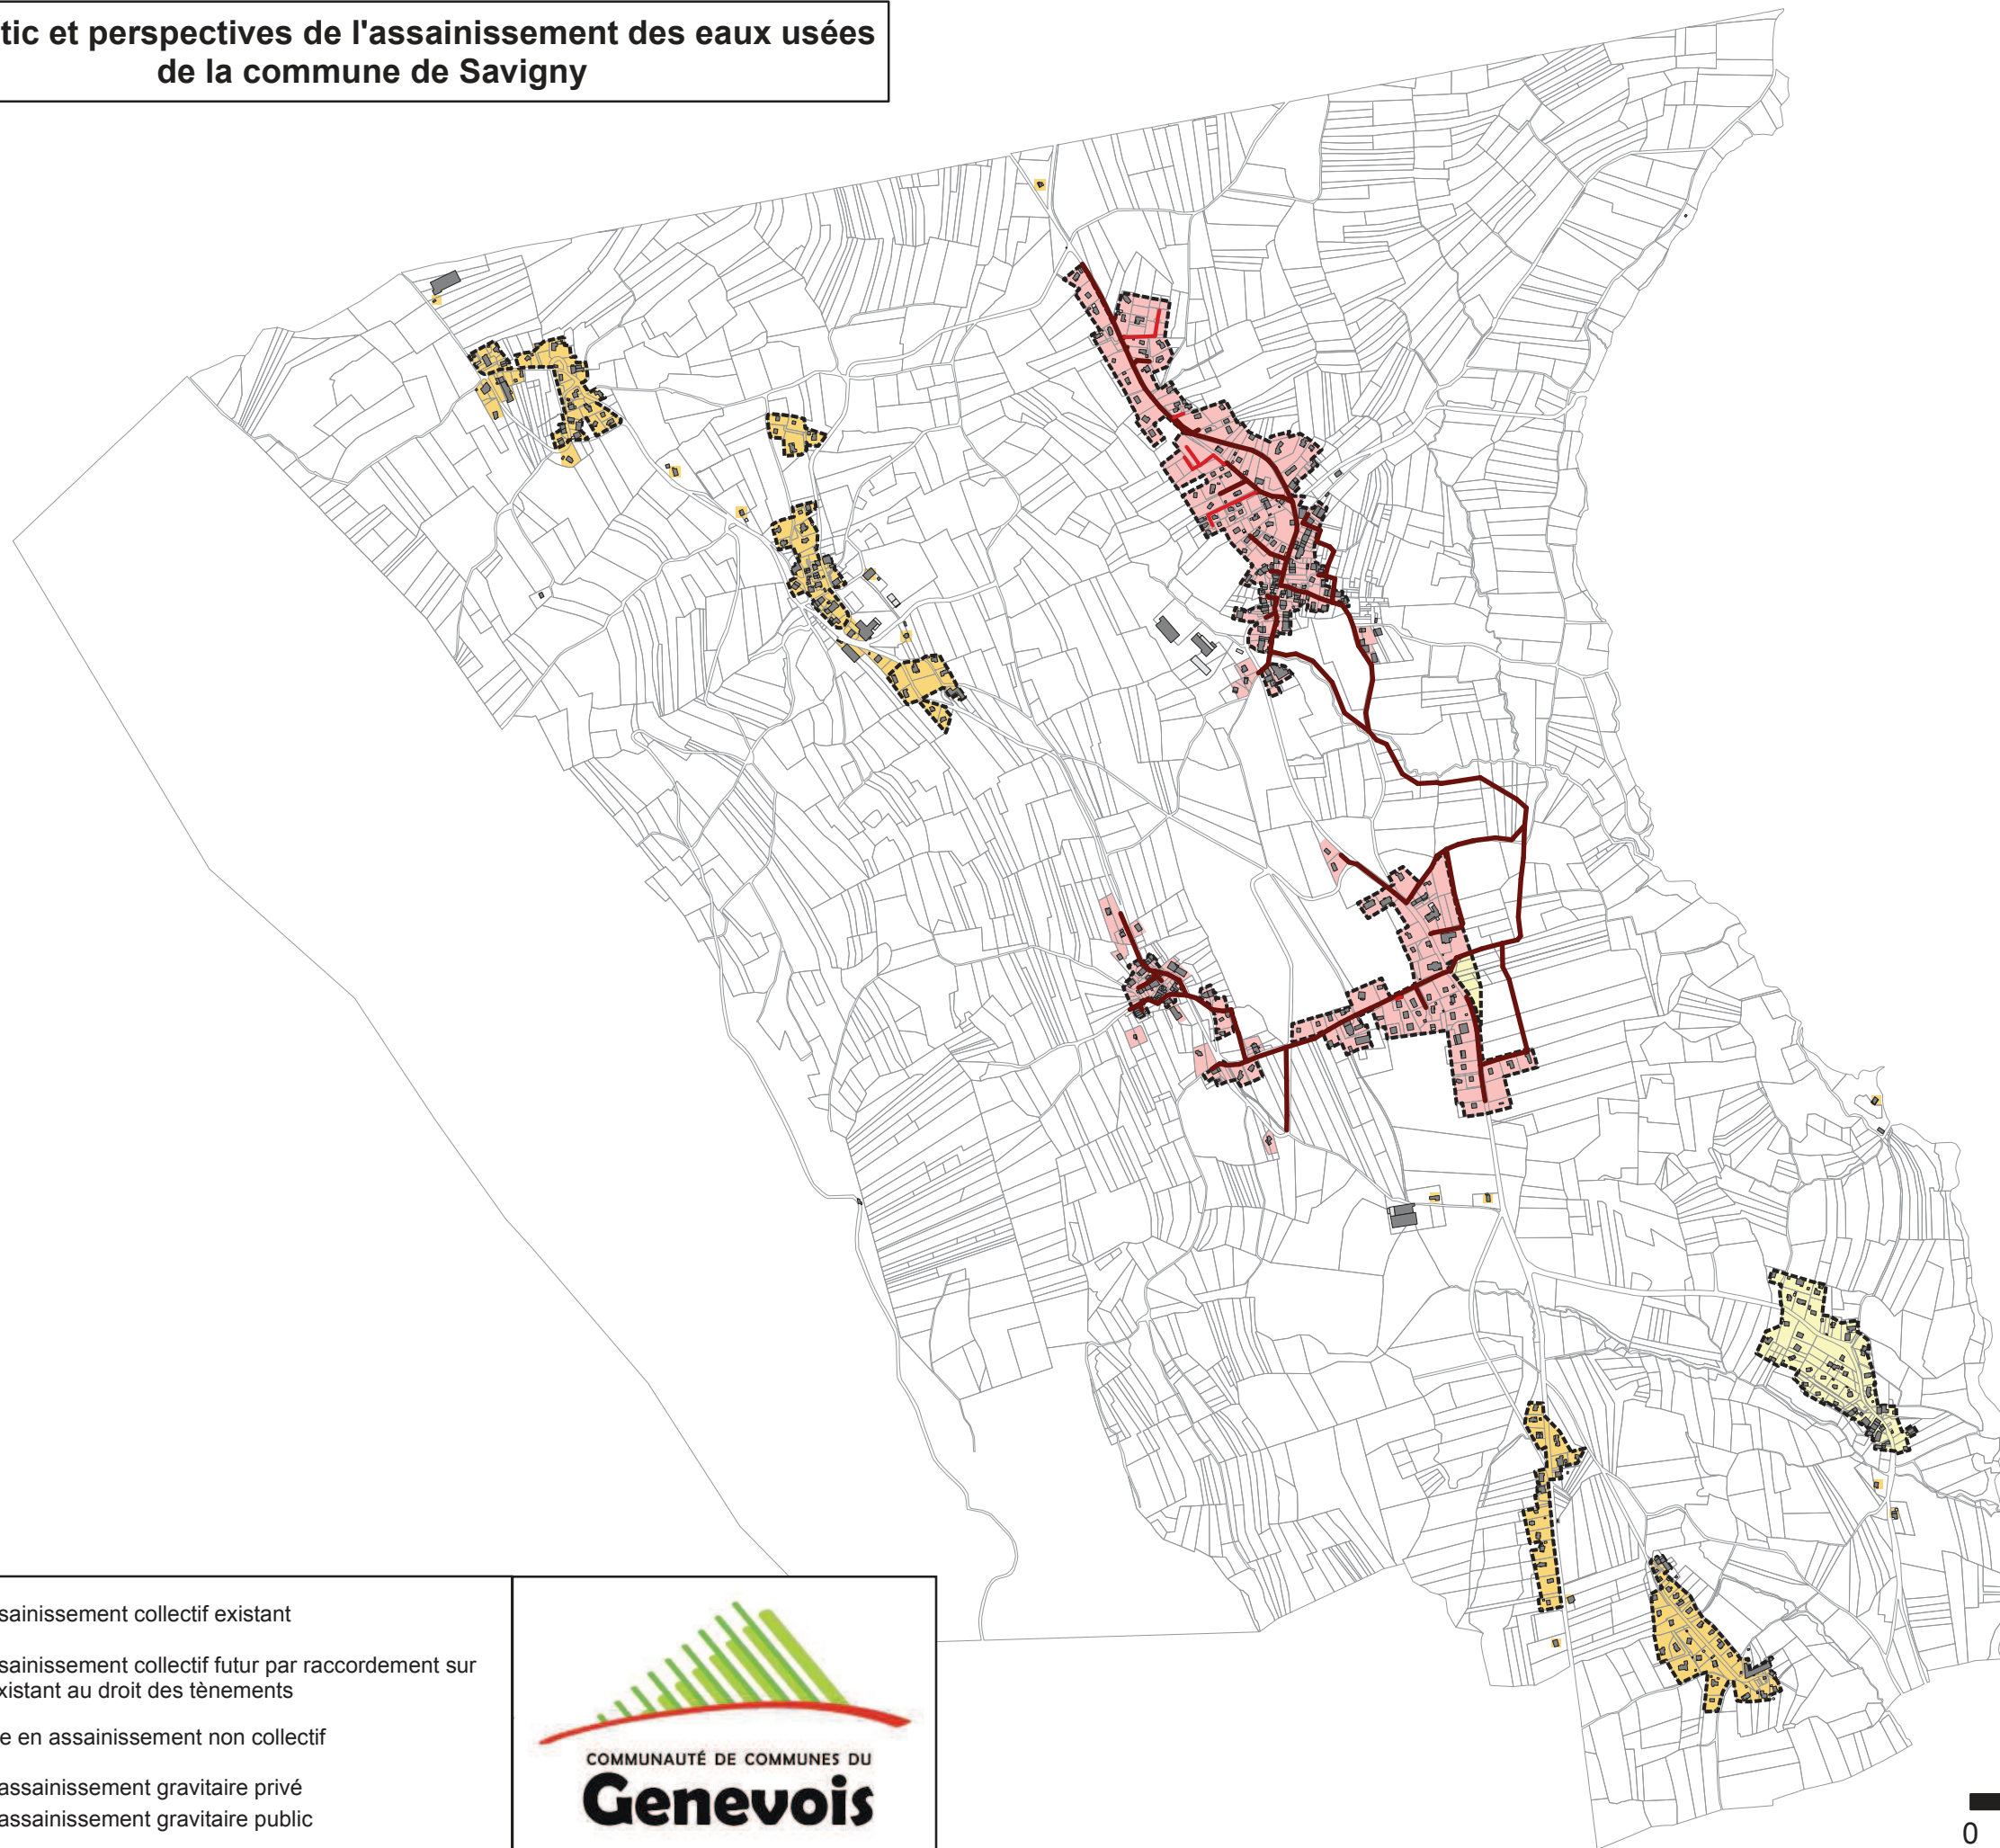 tic et perspectives de l'assainissement des eaux usées
de la commune de Savigny
sainissement collectif existant
sainissement collectif futur par raccordement sur
xistant au droit des tènements
e en assainissement non collectif
assainissement gravitaire privé
assainissement gravitaire public
COMMUNAUTÉ DE COMMUNES DU
Genevois
0